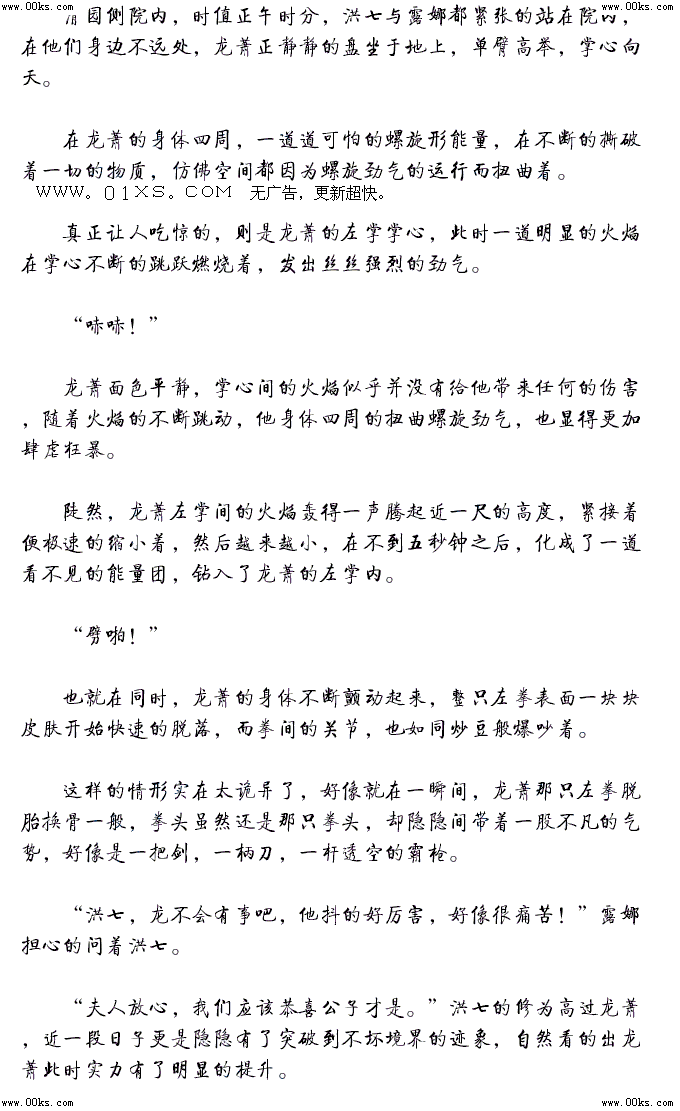 www.00ks.com www.00ks.com
园侧院内，时值正午时分，洪七与露娜都紧张的站在院内，
在他们身边不远处，龙萧正静静的盘坐于地上，单臂高举，掌心向
天。
在龙萧的身体四周，一道道可怕的螺旋形能量，在不断的撕破
着一切的物质，仿佛空间都因为螺旋劲气的运行而扭曲着。
WWW。01XS。COM 无广告，更新超快。
真正让人吃惊的，则是龙萧的左掌掌心，此时一道明显的火焰
在掌心不断的跳跃燃烧着，发出丝丝强烈的劲气。
“哧哧！”
龙萧面色平静，掌心间的火焰似乎并没有给他带来任何的伤害
，随着火焰的不断跳动，他身体四周的扭曲螺旋劲气，也显得更加
肆虐狂暴。
陡然，龙萧左掌间的火焰轰得一声腾起近一尺的高度，紧接着
便极速的缩小着，然后越来越小，在不到五秒钟之后，化成了一道
看不见的能量团，钻入了龙萧的左掌内。
“劈啪！”
也就在同时，龙萧的身体不断颤动起来，整只左拳表面一块块
皮肤开始快速的脱落，而拳间的关节，也如同炒豆般爆吵着。
这样的情形实在太诡异了，好像就在一瞬间，龙萧那只左拳脱
胎换骨一般，拳头虽然还是那只拳头，却隐隐间带着一股不凡的气
势，好像是一把剑，一柄刀，一杆透空的霸枪。
“洪七，龙不会有事吧，他抖的好厉害，好像很痛苦！”露娜
担心的问着洪七。
“夫人放心，我们应该恭喜公子才是。”洪七的修为高过龙萧
，近一段日子更是隐隐有了突破到不坏境界的迹象，自然看的出龙
萧此时实力有了明显的提升。
www.00ks.com www.00ks.com